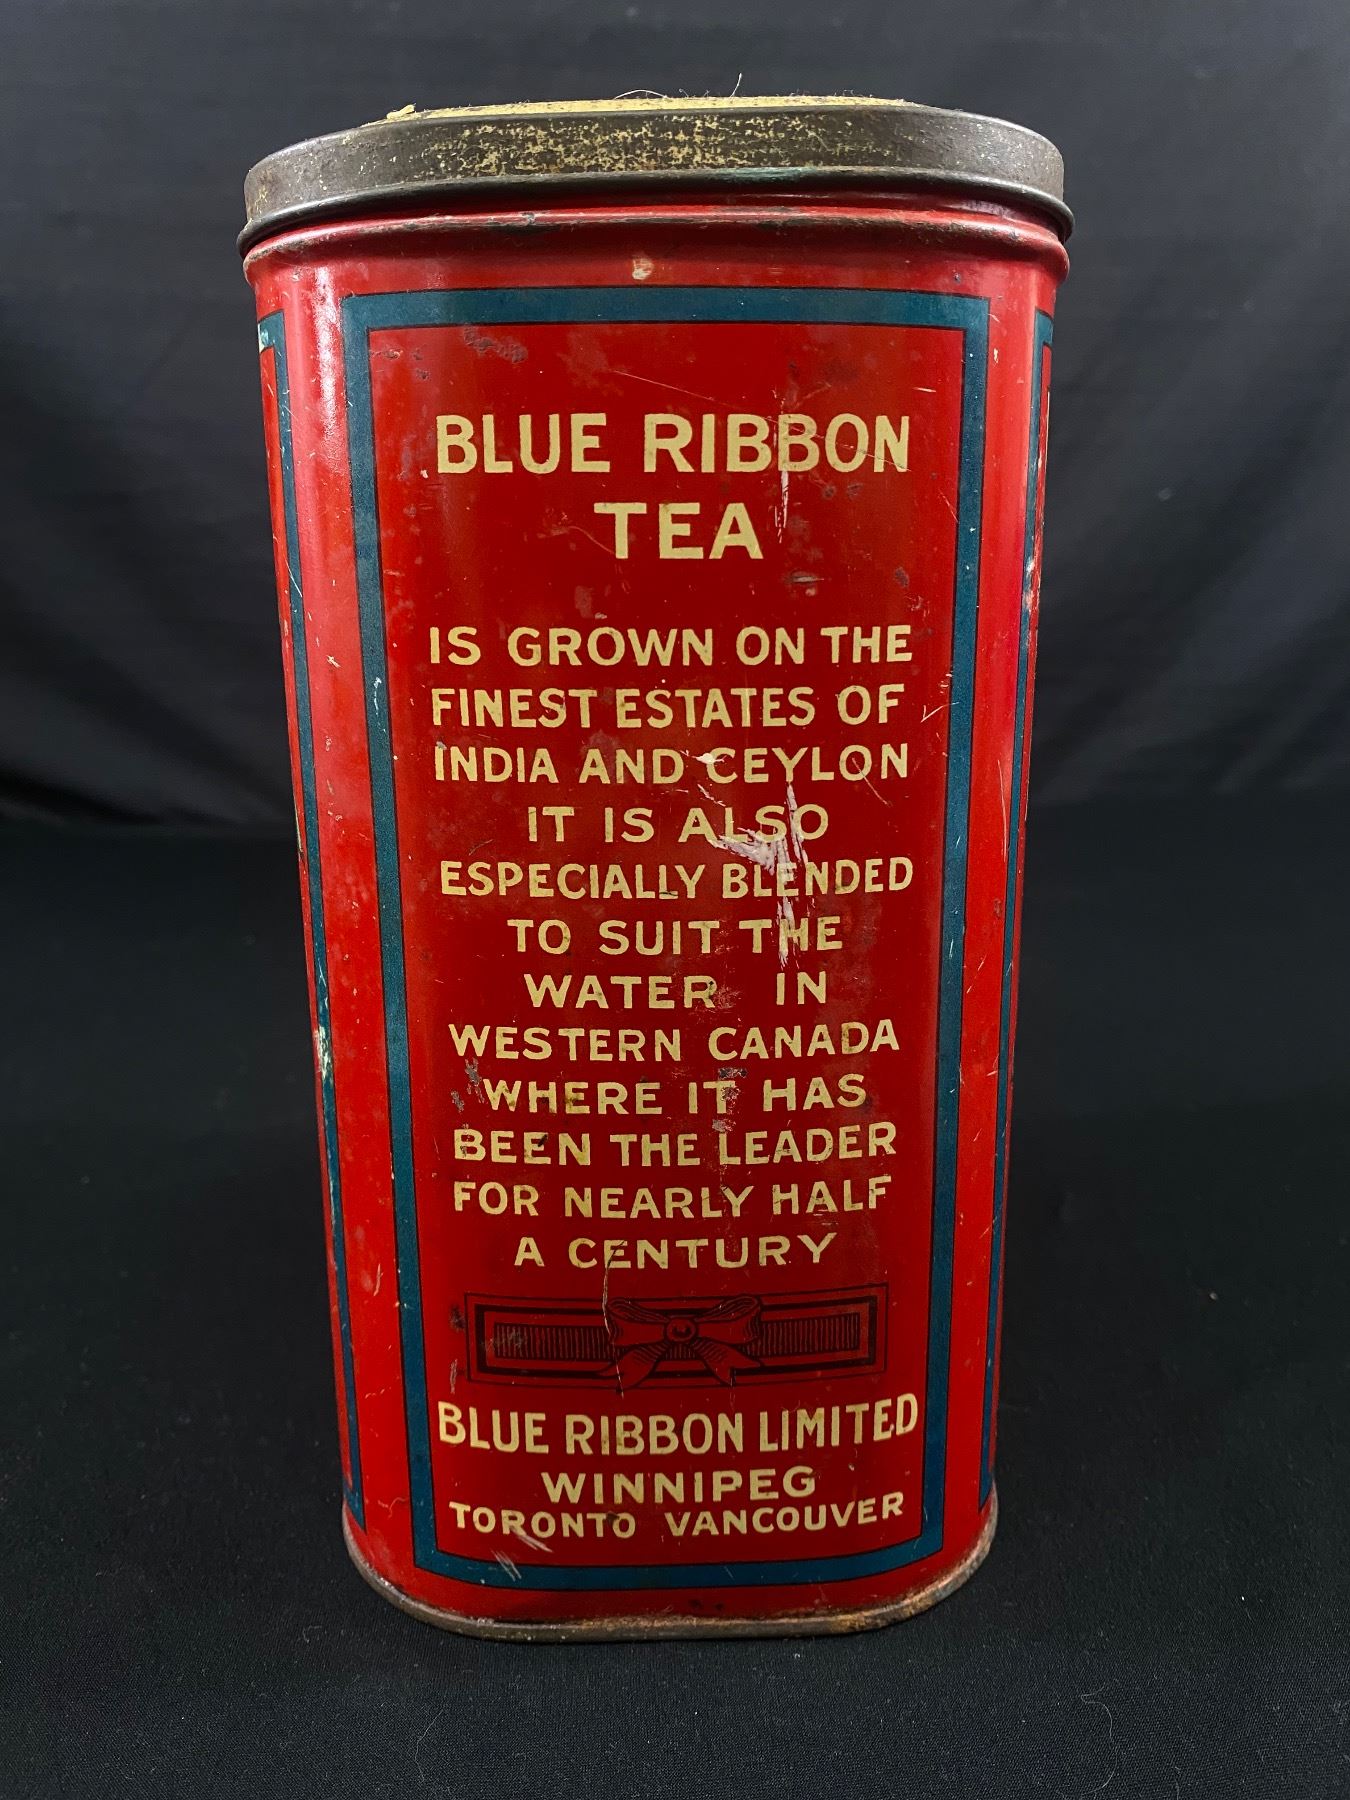 BLUE RIBBON
TEA
IS GROWN ON THE
FINEST ESTATES OF
INDIA AND CEYLON
IT IS ALSO
ESPECIALLY BLENDED
TO SUIT THE
WATER IN
WESTERN CANADA
WHERE IT HAS
BEEN THE LEADER
FOR NEARLY HALF
A CENTURY
BLUE RIBBON LIMITED
WINNIPEG
TORONTO VANCOUVER